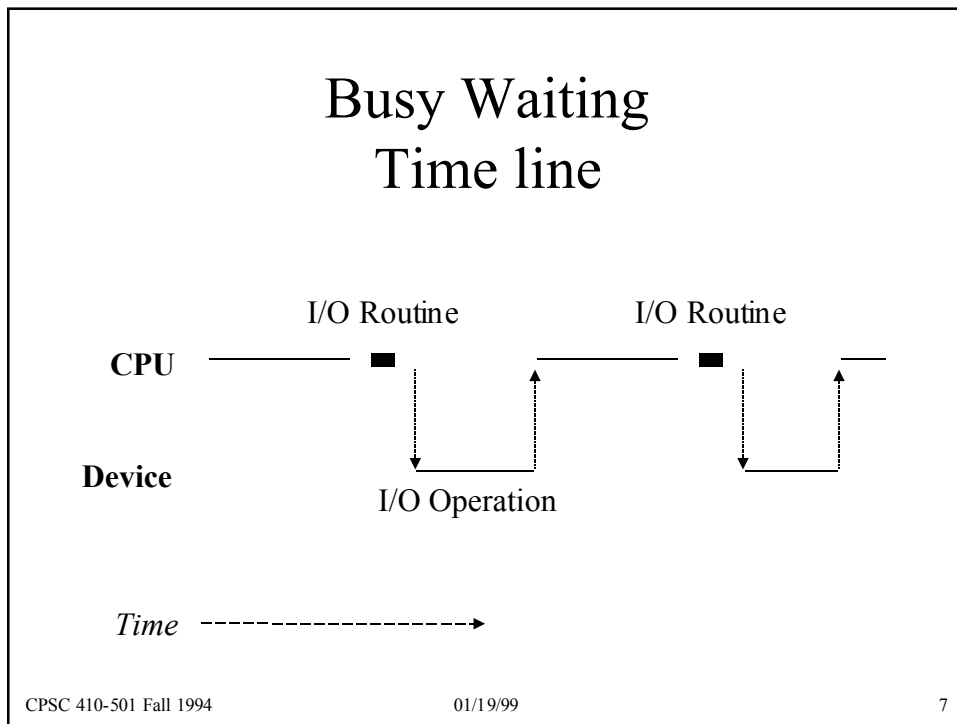 Busy Waiting
Time line
I/O Routine
I/O Routine
CPU
Device
I/O Operation
Time
CPSC 410-501 Fall 1994
01/19/99
7